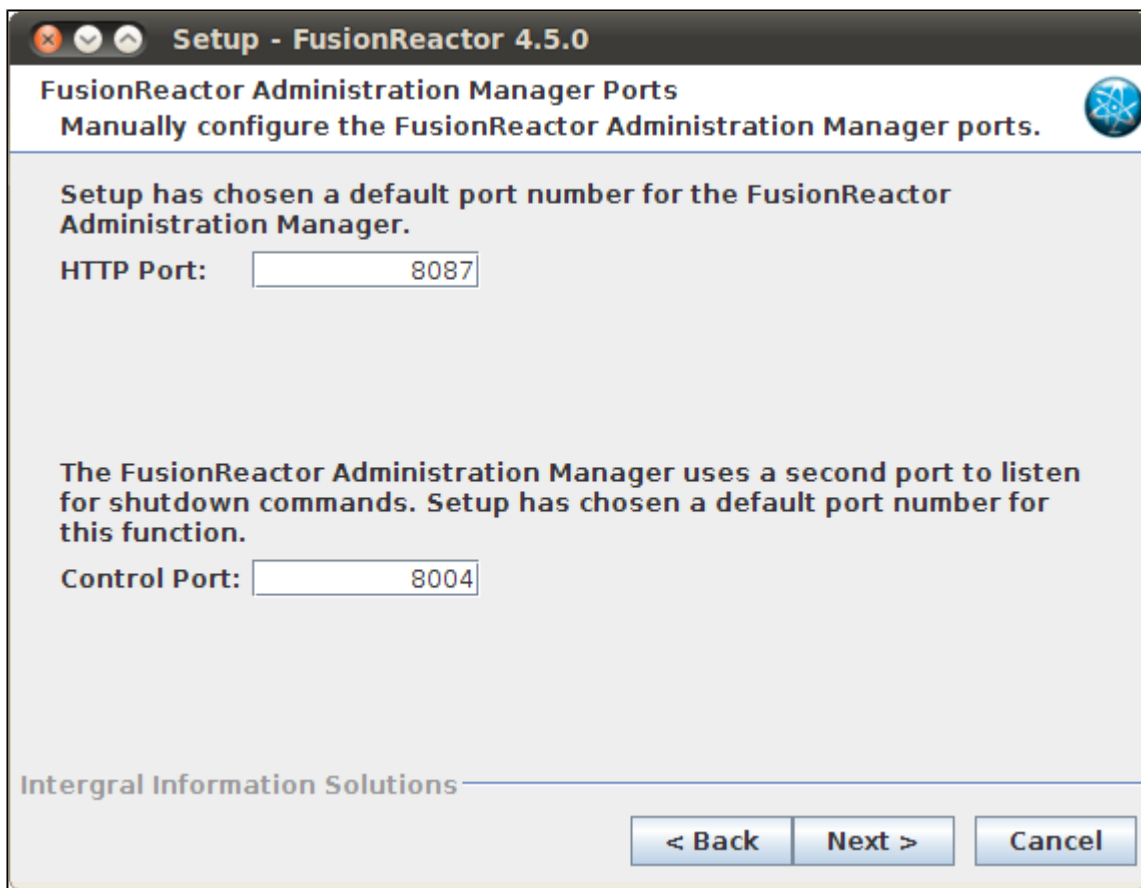 Setup - FusionReactor 4.5.0
FusionReactor Administration Manager Ports
Manually configure the FusionReactor Administration Manager ports.
Setup has chosen a default port number for the FusionReactor
Administration Manager.
HTTP Port: 8087
The FusionReactor Administration Manager uses a second port to listen
for shutdown commands. Setup has chosen a default port number for
this function.
Control Port: 8004
Intergral Information Solutions
< Back Next > Cancel